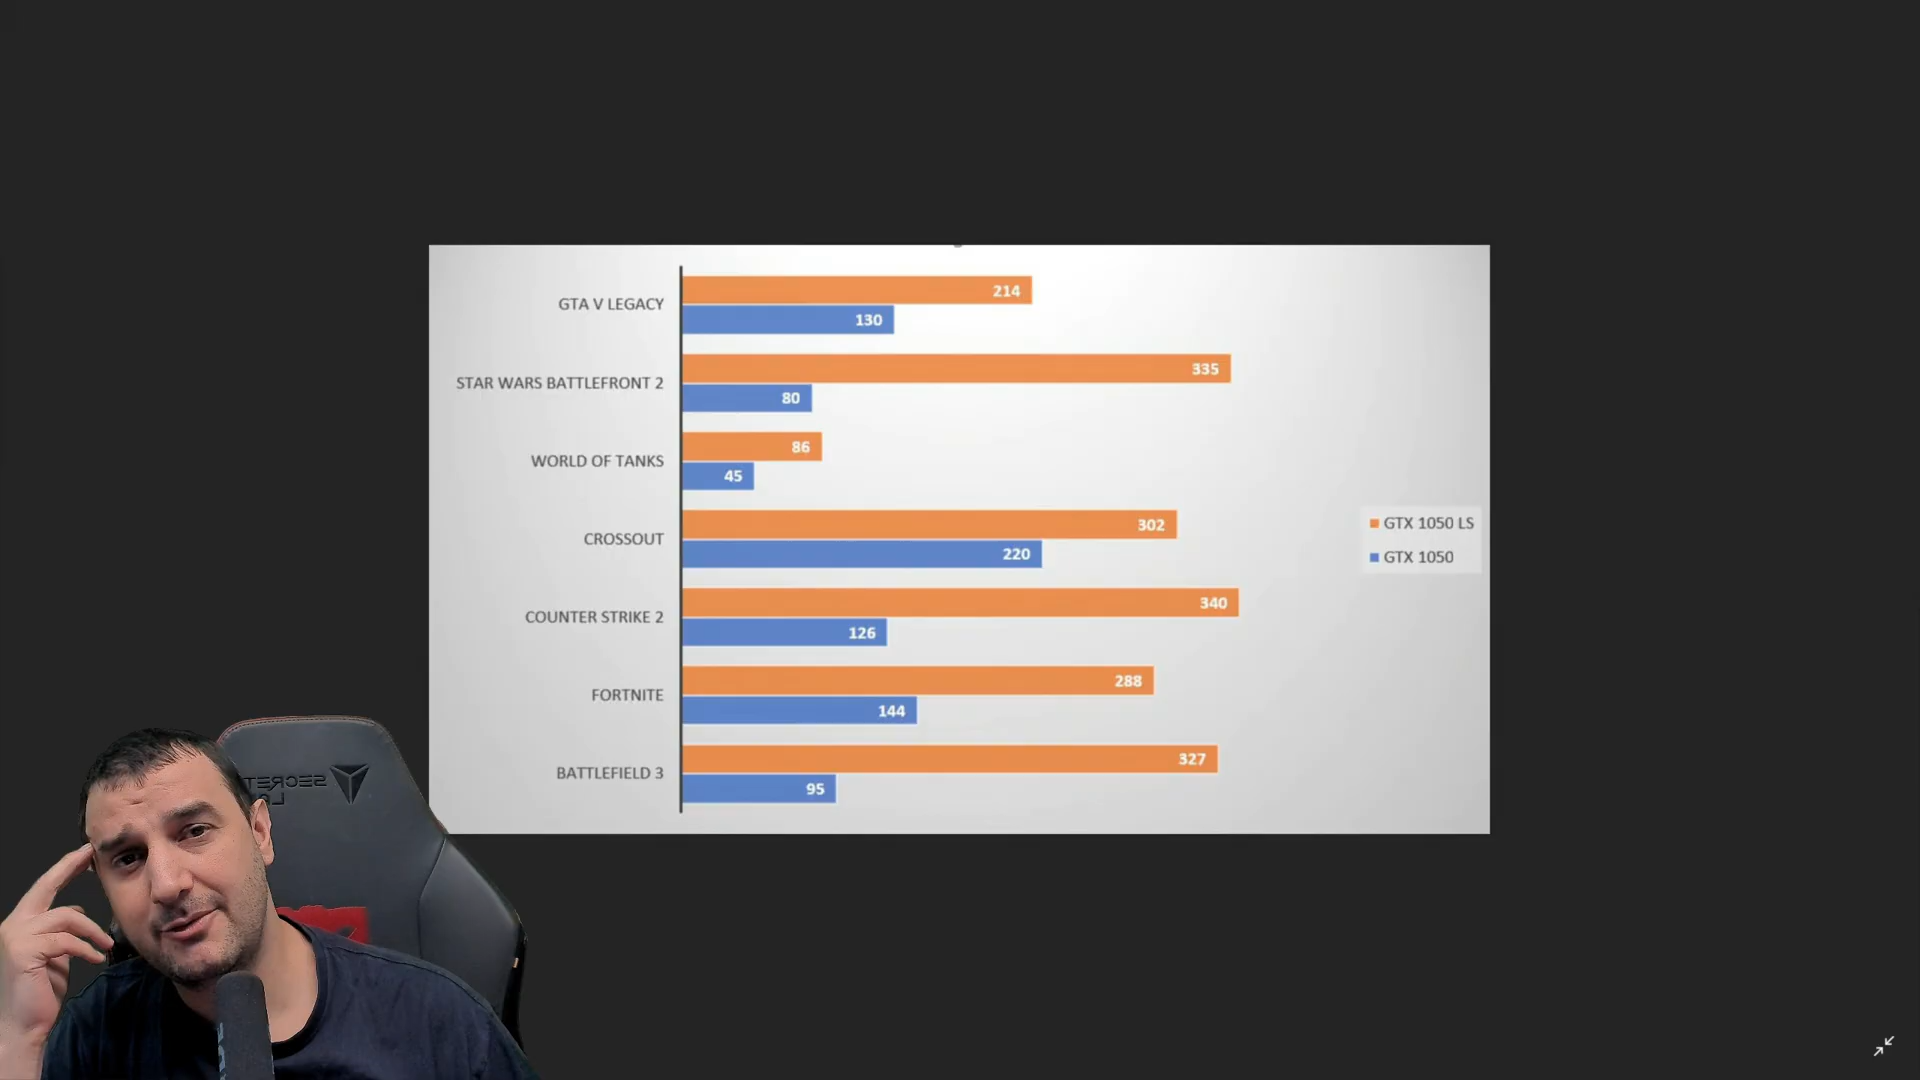 GTA V LEGACY
214
130
STAR WARS BATTLEFRONT 2
335
80
WORLD OF TANKS
86
45
CROSSOUT
302
220
COUNTER STRIKE 2
340
126
FORTNITE
288
144
BATTLEFIELD 3
327
95
GTX 1050 LS
GTX 1050
SECRET